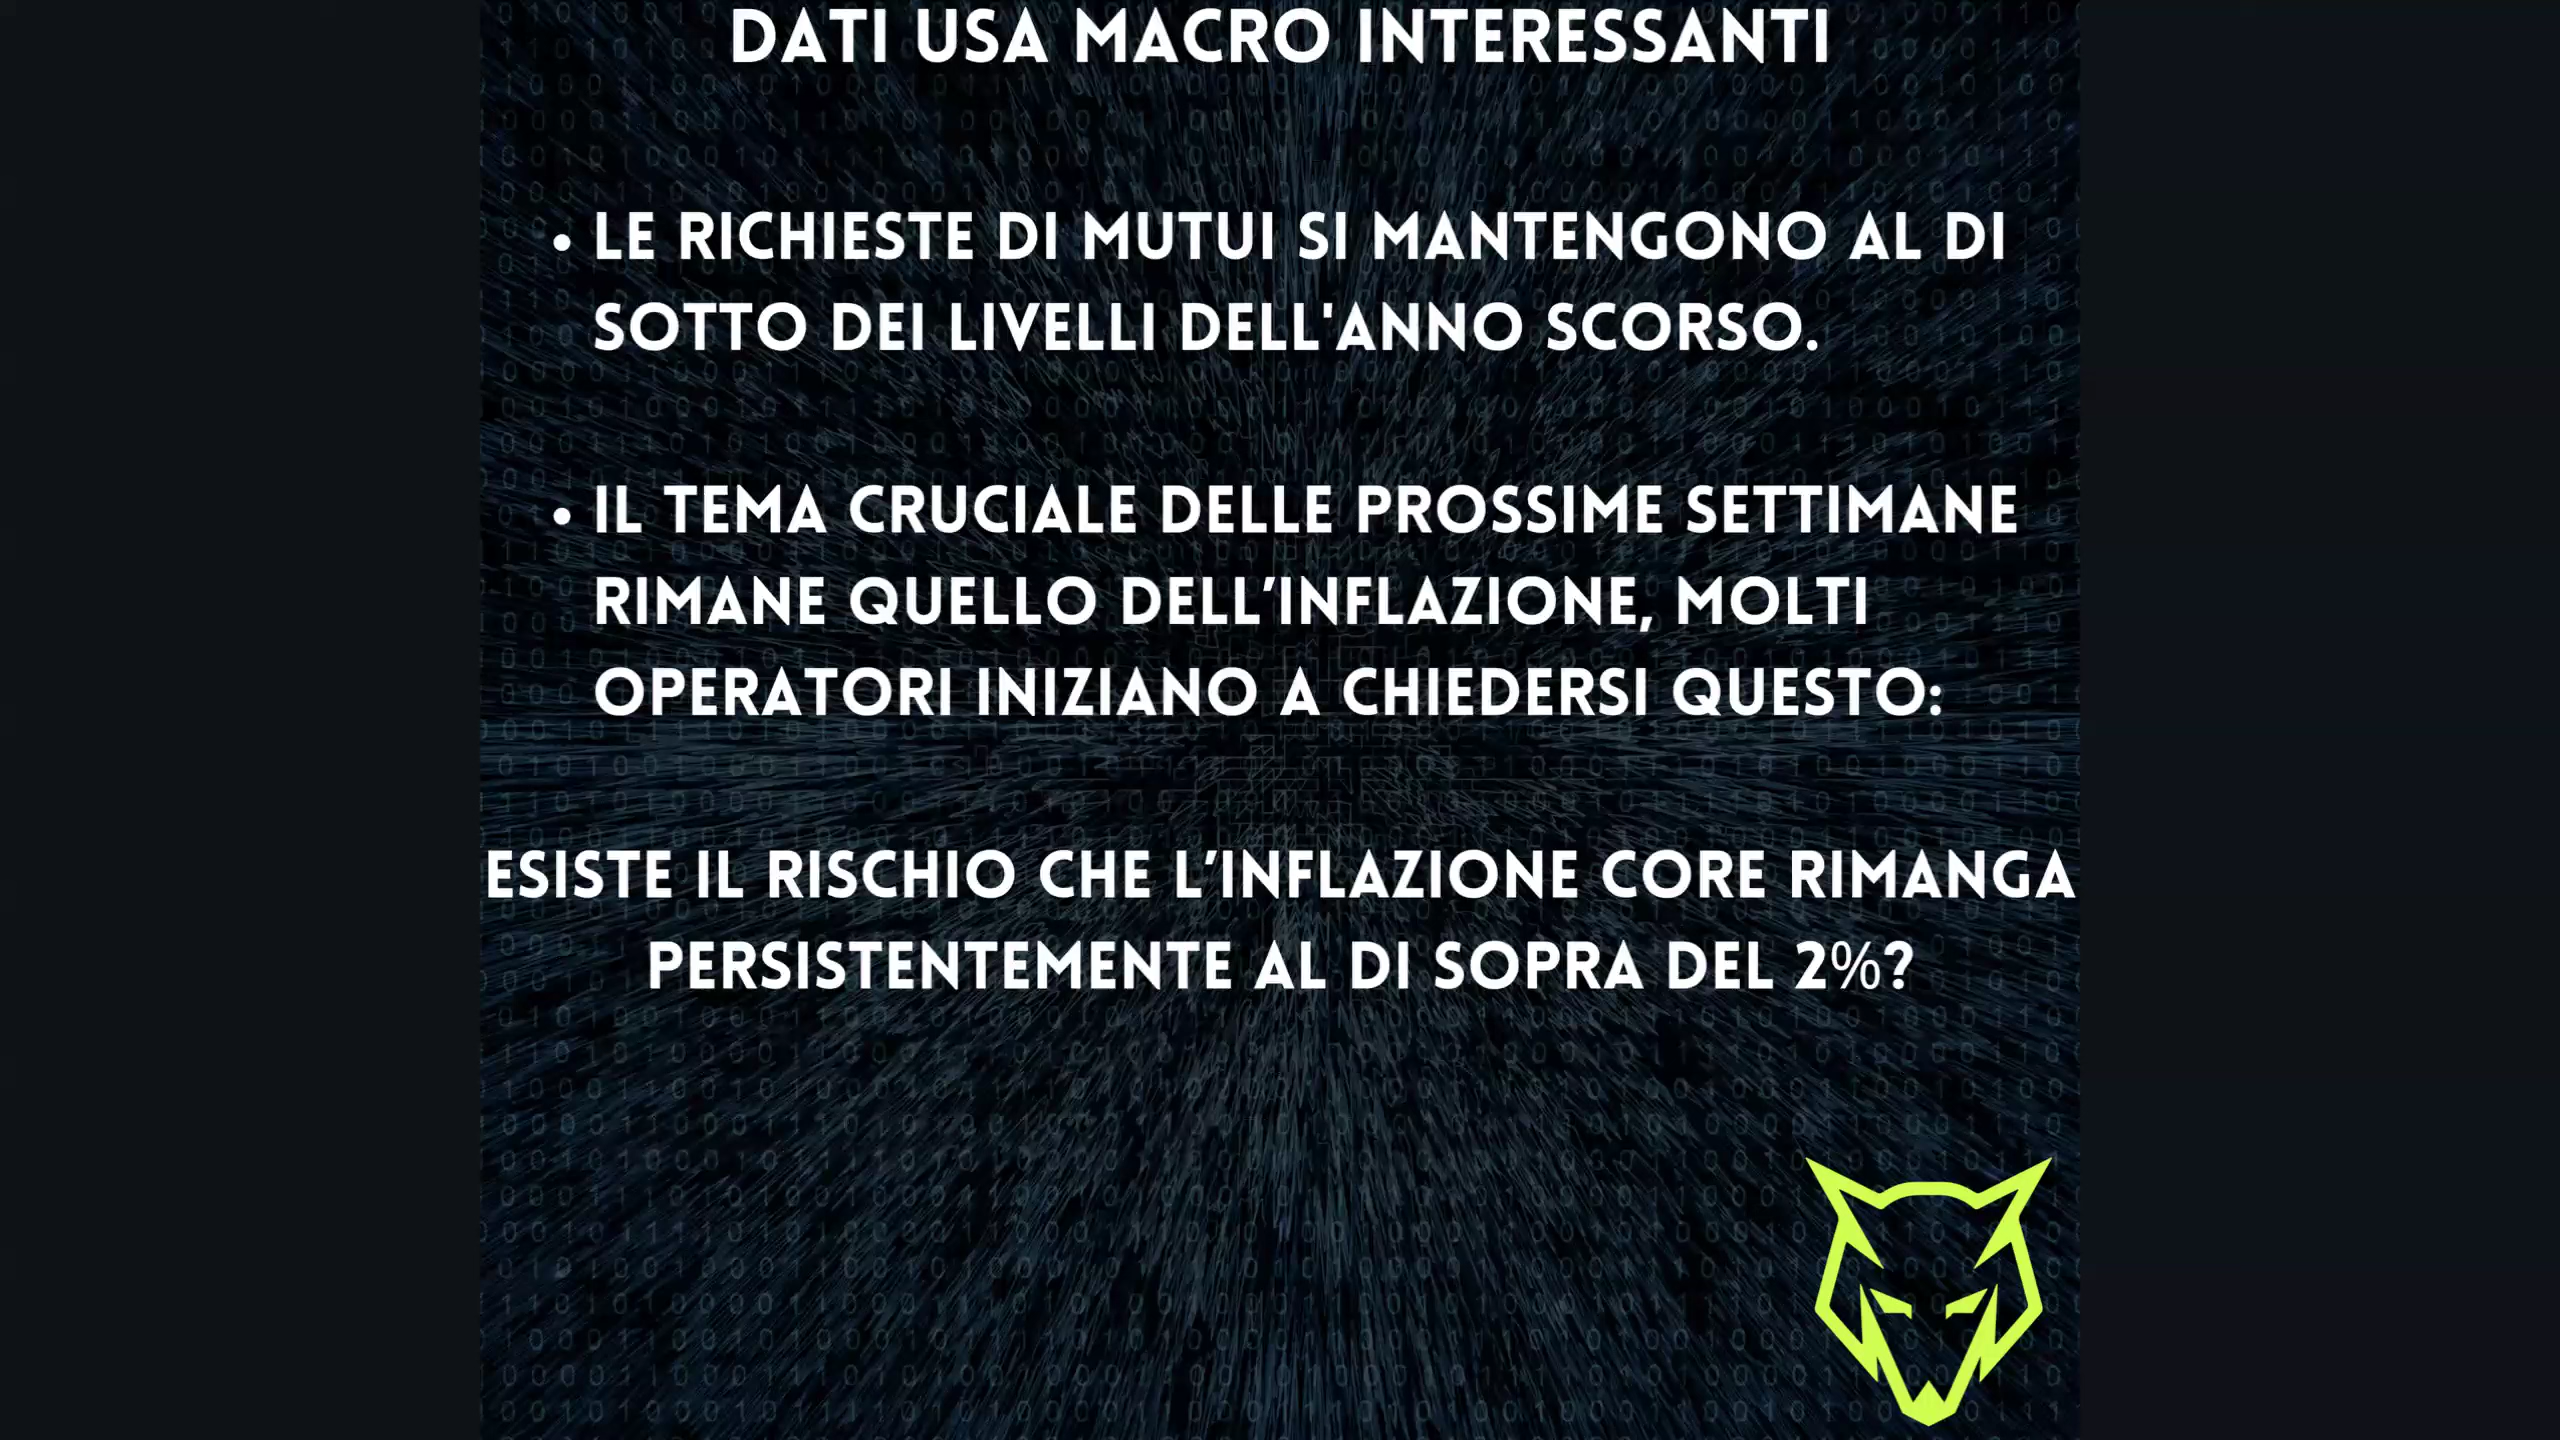 DATI USA MACRO INTERESSANTI
• LE RICHIESTE DI MUTUI SI MANTENGONO AL DI
SOTTO DEI LIVELLI DELL'ANNO SCORSO.
• IL TEMA CRUCIALE DELLE PROSSIME SETTIMANE
RIMANE QUELLO DELL’INFLAZIONE, MOLTI
OPERATORI INIZIANO A CHIEDERSI QUESTO:
ESISTE IL RISCHIO CHE L’INFLAZIONE CORE RIMANGA
PERSISTENTEMENTE AL DI SOPRA DEL 2%?